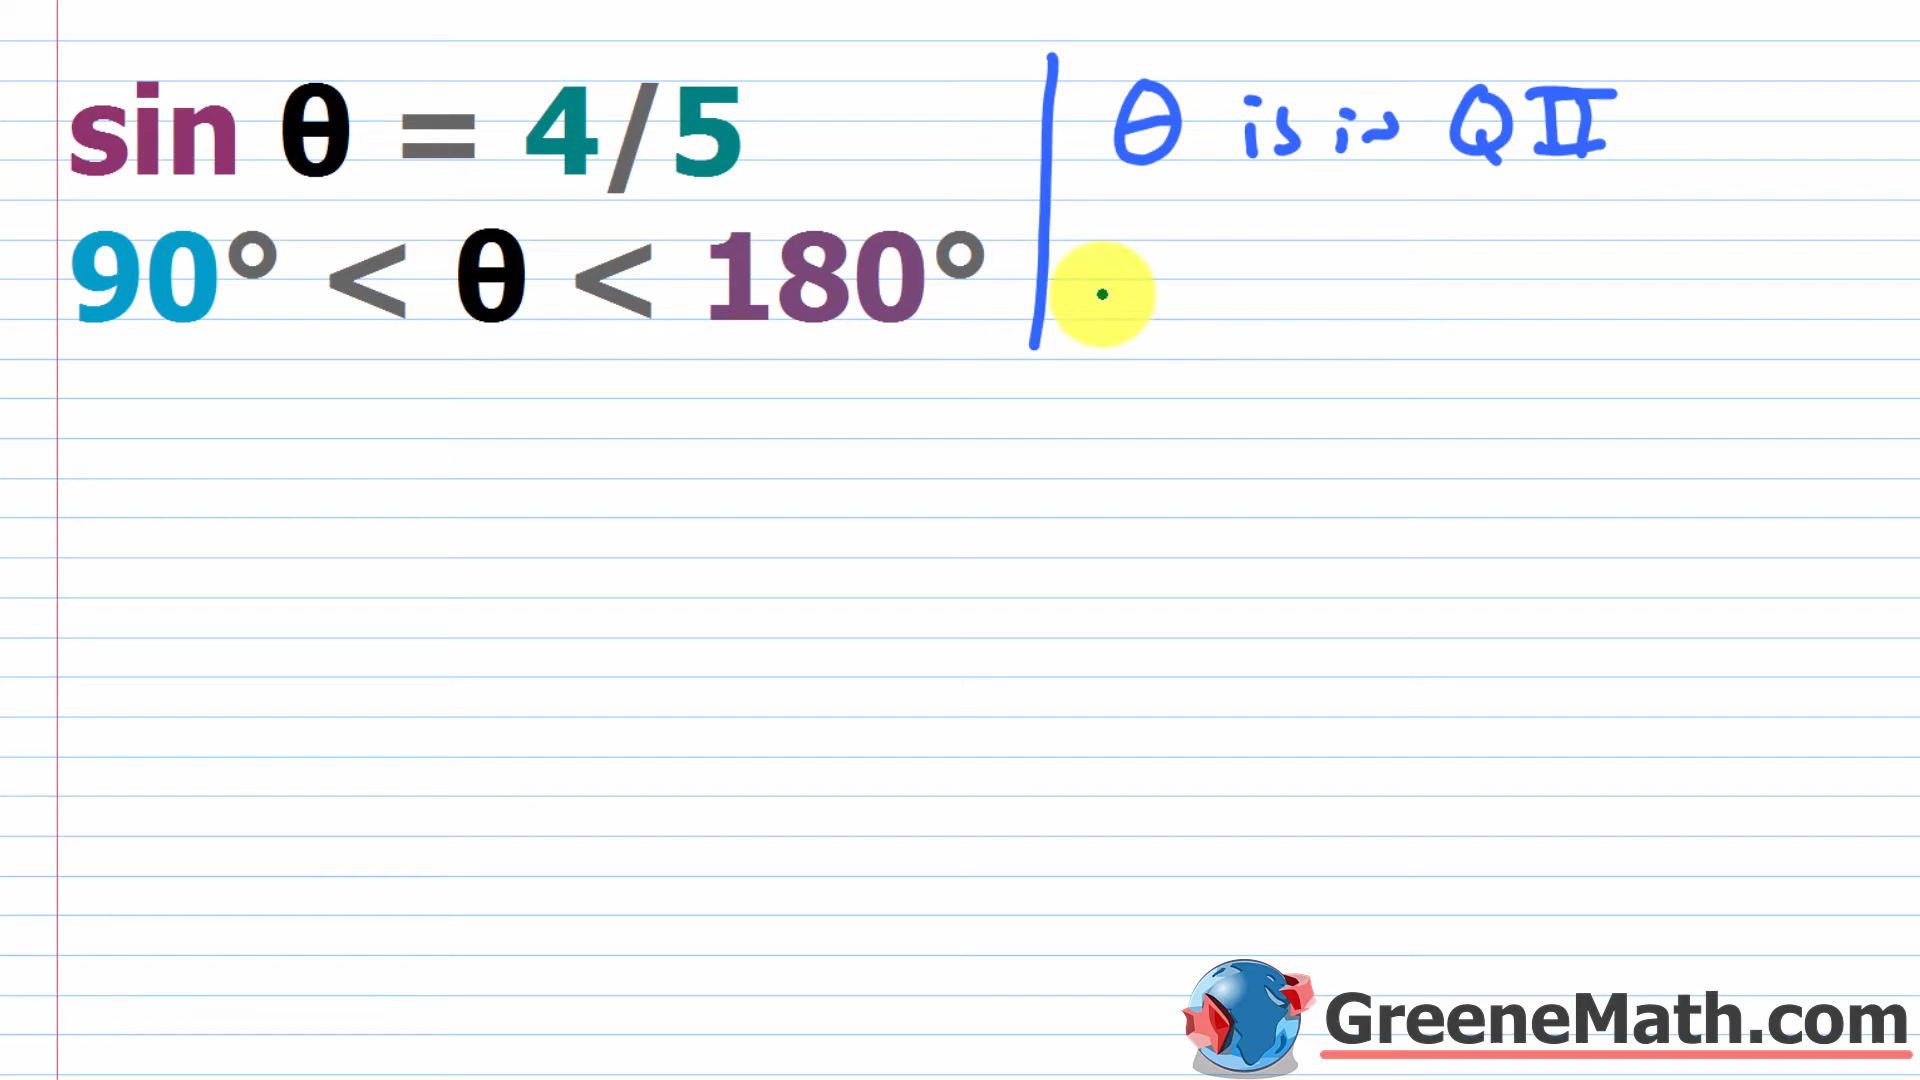 sin θ = 4/5
90° < θ < 180°
θ is in QII
GreeneMath.com